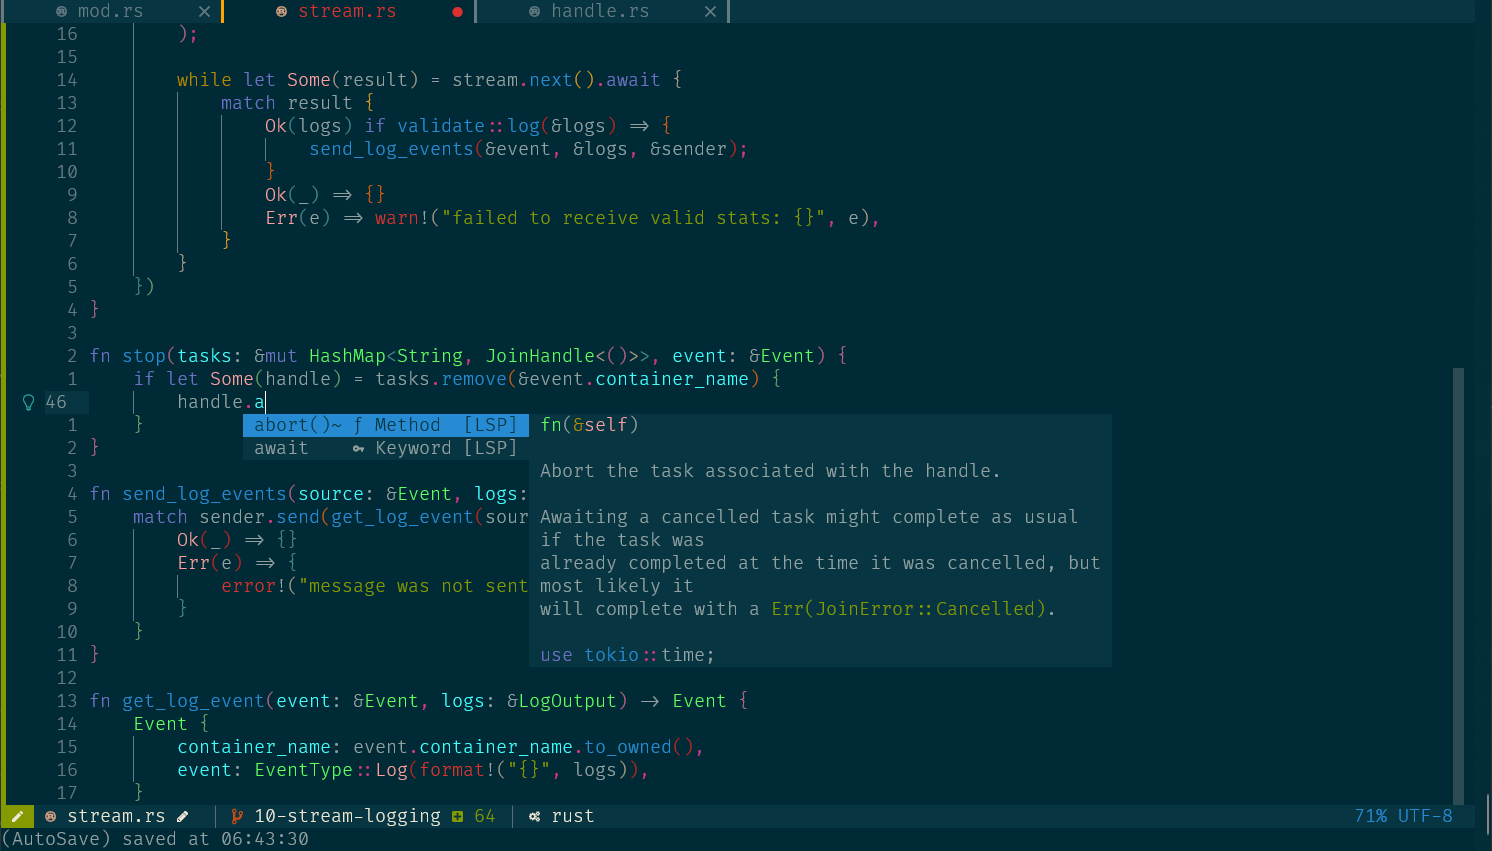 mod.rs × stream.rs ● handle.rs ×
16 );
15
14 while let Some(result) = stream.next().await {
13 match result {
12 Ok(logs) if validate::log(&logs) => {
11 send_log_events(&event, &logs, &sender);
10 }
9 Ok(_) => {}
8 Err(e) => warn!("failed to receive valid stats: {}", e),
7 }
6 }
5 })
4 }
3
2 fn stop(tasks: &mut HashMap<String, JoinHandle<()>>, event: &Event) {
1 if let Some(handle) = tasks.remove(&event.container_name) {
46 handle.a
1 }
abort()~ ƒ Method [LSP]
fn(&self)
2 }
await Keyword [LSP]
3
Abort the task associated with the handle.
4 fn send_log_events(source: &Event, logs:
5 match sender.send(get_log_event(sour
Awaiting a cancelled task might complete as usual
6 Ok(_) => {}
if the task was
7 Err(e) => {
already completed at the time it was cancelled, but
8 error!("message was not sent
most likely it
9 }
will complete with a Err(JoinError::Cancelled).
10 }
11 }
use tokio::time;
12
13 fn get_log_event(event: &Event, logs: &LogOutput) -> Event {
14 Event {
15 container_name: event.container_name.to_owned(),
16 event: EventType::Log(format!("{}", logs)),
17 }
stream.rs 10-stream-logging 64 rust 71% UTF-8
(AutoSave) saved at 06:43:30